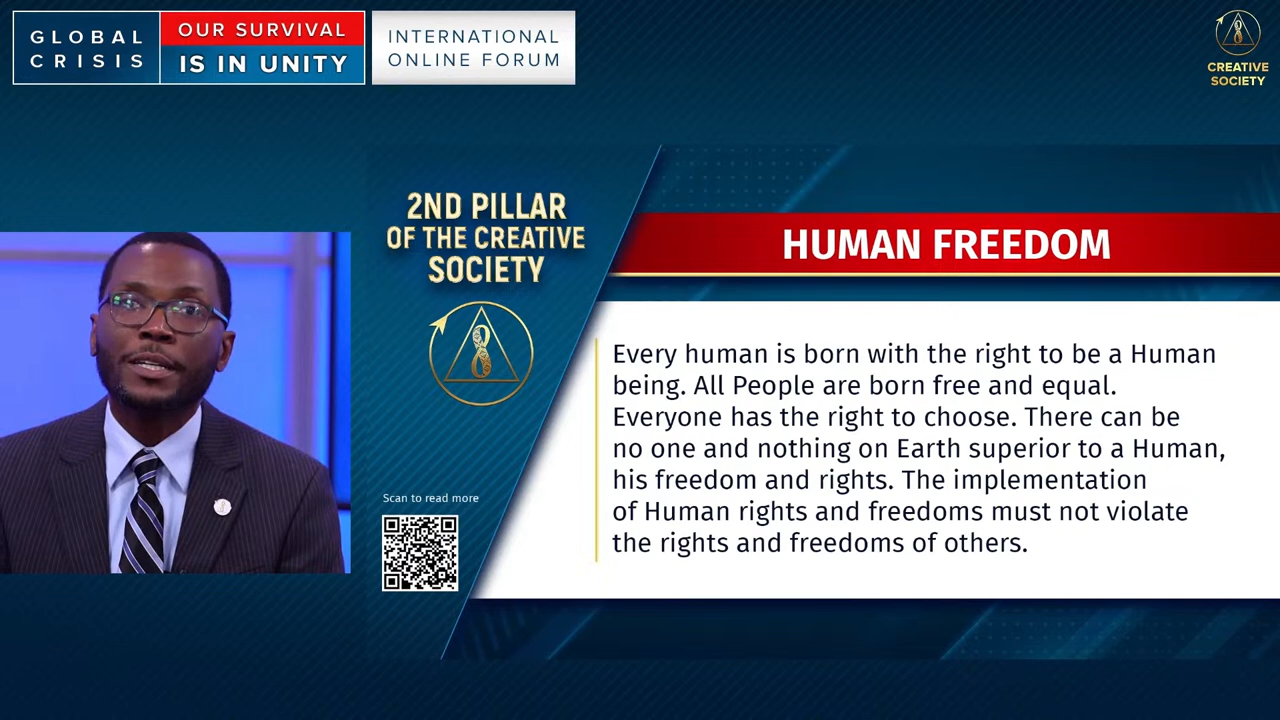 GLOBAL
CRISIS
OUR SURVIVAL
IS IN UNITY
INTERNATIONAL
ONLINE FORUM
CREATIVE
SOCIETY
2ND PILLAR
OF THE CREATIVE
SOCIETY
HUMAN FREEDOM
Every human is born with the right to be a Human
being. All People are born free and equal.
Everyone has the right to choose. There can be
no one and nothing on Earth superior to a Human,
his freedom and rights. The implementation
of Human rights and freedoms must not violate
the rights and freedoms of others.
Scan to read more